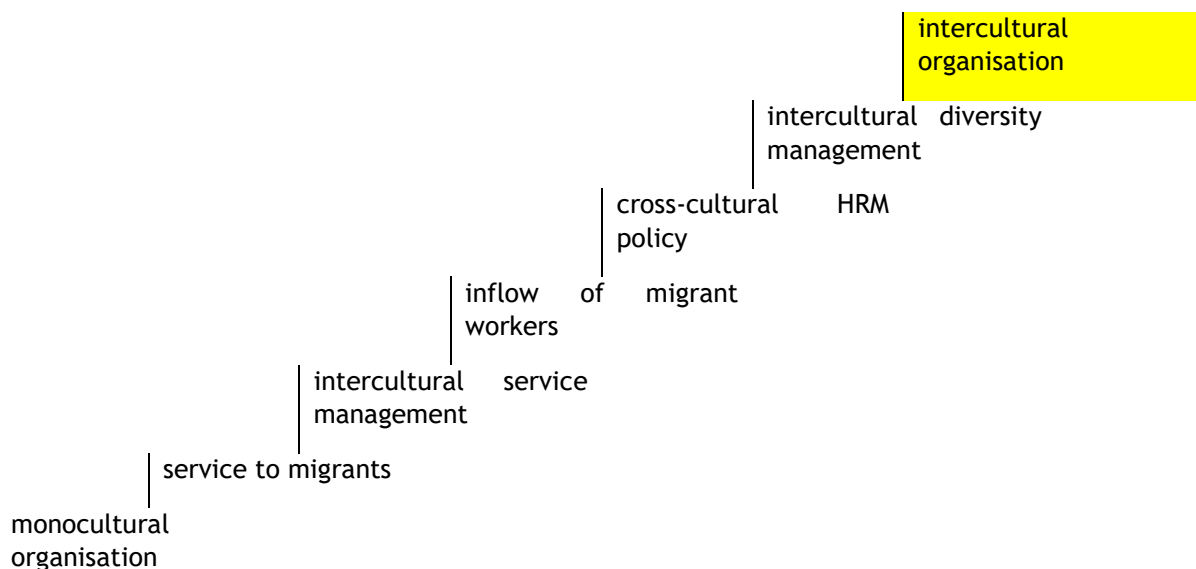 intercultural
organisation
intercultural diversity
management
cross-cultural HRM
policy
inflow of migrant
workers
intercultural service
management
service to migrants
monocultural
organisation